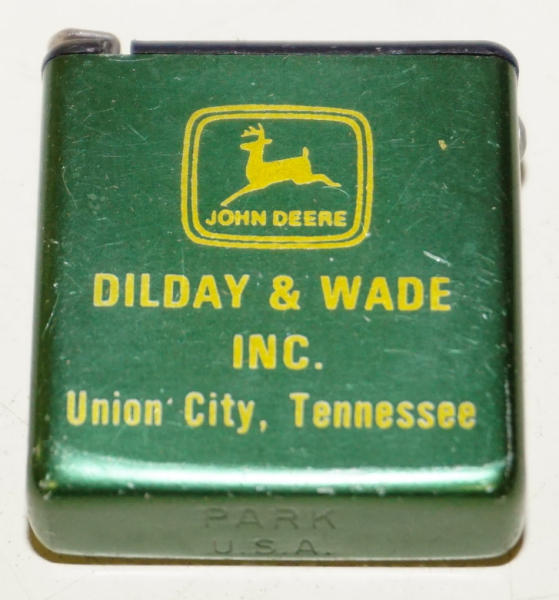 JOHN DEERE
DILDAY & WADE
INC.
Union City, Tennessee
PARK
U.S.A.